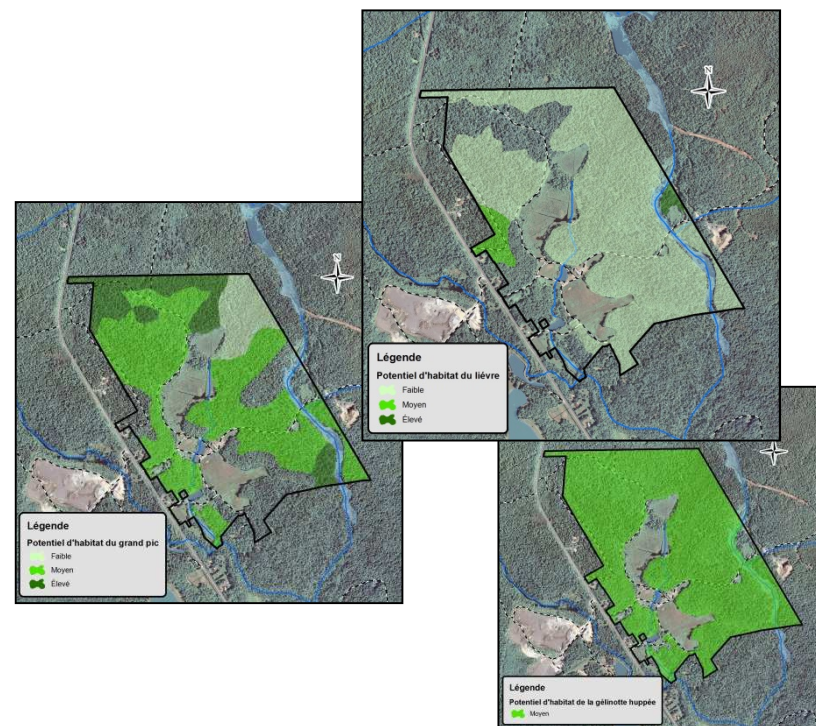 N
Légende
Potentiel d'habitat du lièvre
Faible
Moyen
Élevé
N
Légende
Potentiel d'habitat du grand pic
Faible
Moyen
Élevé
N
Légende
Potentiel d'habitat de la gélinotte huppée
Moyen